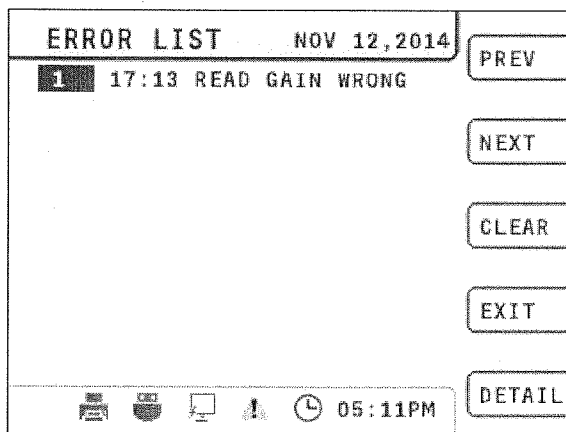 ERROR LIST NOV 12,2014
1 17:13 READ GAIN WRONG
PREV
NEXT
CLEAR
EXIT
DETAIL
05:11PM